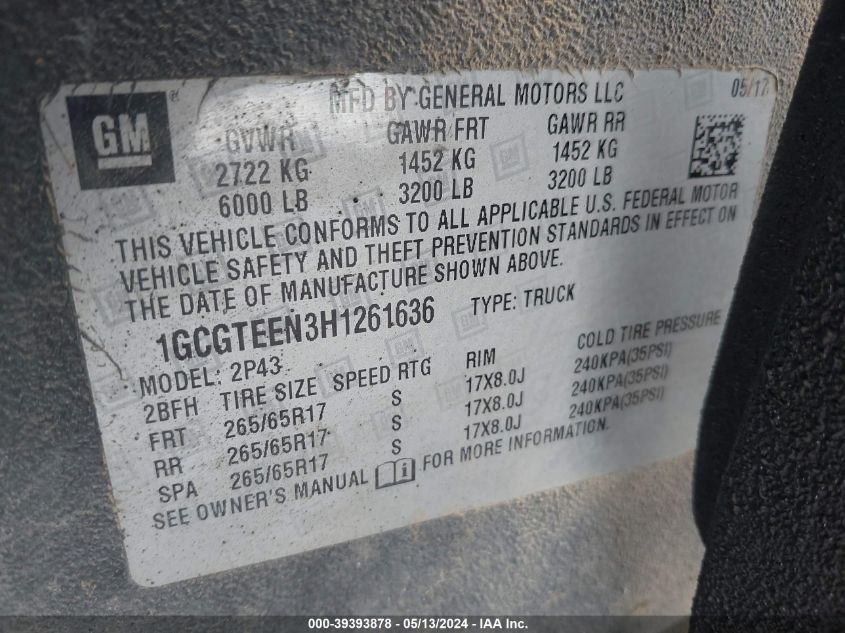 MFD BY GENERAL MOTORS LLC 05/17
GM ®
GVWR GAWR FRT GAWR RR
2722 KG 1452 KG 1452 KG
6000 LB 3200 LB 3200 LB
THIS VEHICLE CONFORMS TO ALL APPLICABLE U.S. FEDERAL MOTOR
VEHICLE SAFETY AND THEFT PREVENTION STANDARDS IN EFFECT ON
THE DATE OF MANUFACTURE SHOWN ABOVE.
1GCGTEEN3H1261636 TYPE: TRUCK
MODEL: 2P43
2BFH TIRE SIZE SPEED RTG RIM COLD TIRE PRESSURE
FRT 265/65R17 S 17X8.0J 240KPA(35PSI)
RR 265/65R17 S 17X8.0J 240KPA(35PSI)
SPA 265/65R17 S 17X8.0J 240KPA(35PSI)
SEE OWNER'S MANUAL FOR MORE INFORMATION.
000-39393878 - 05/13/2024 - IAA Inc.